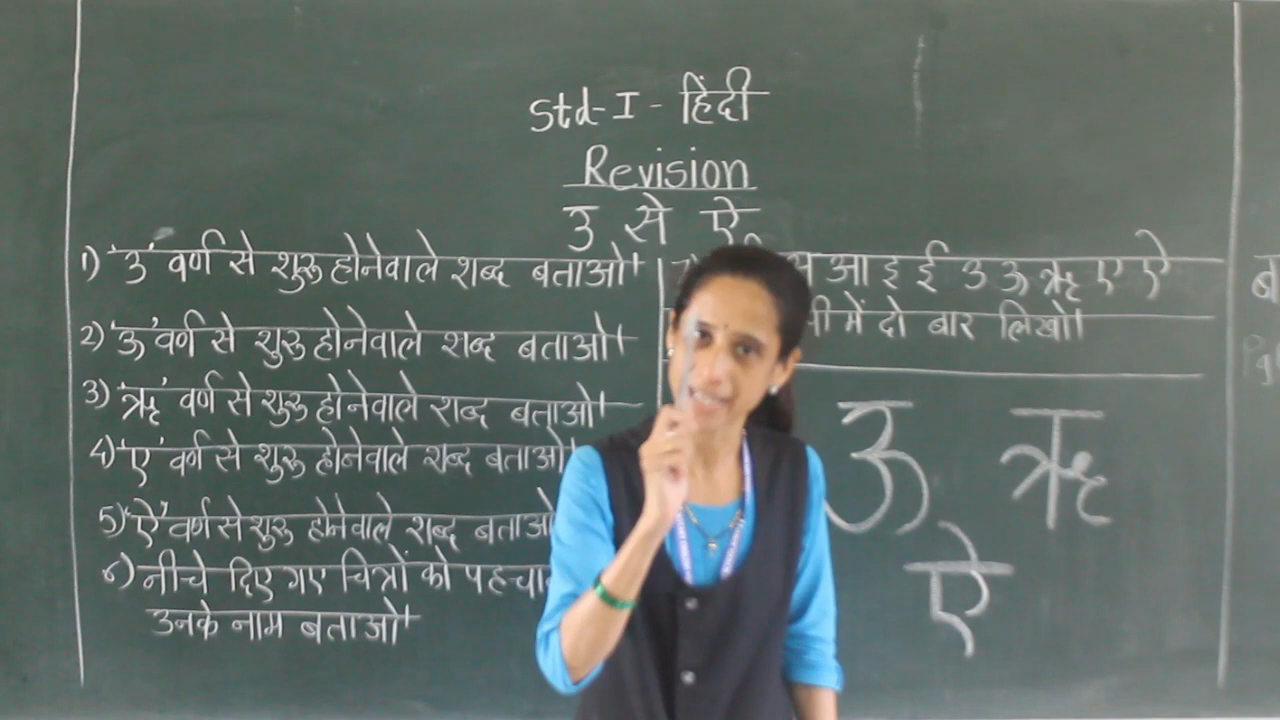 Std-I - हिंदी
Revision
उ से ऐ
1) 'उ' वर्ण से शुरू होनेवाले शब्द बताओ।
2) 'ऊ' वर्ण से शुरू होनेवाले शब्द बताओ।
3) 'ऋ' वर्ण से शुरू होनेवाले शब्द बताओ।
4) 'ए' वर्ण से शुरू होनेवाले शब्द बताओ।
5) 'ऐ' वर्ण से शुरू होनेवाले शब्द बताओ
६) नीचे दिए गए चित्रों को
उनके नाम बताओ।
आ इ ई उ ऊ ऋ ए ऐ
में दो बार लिखो।
ऊ ऋ
ऐ